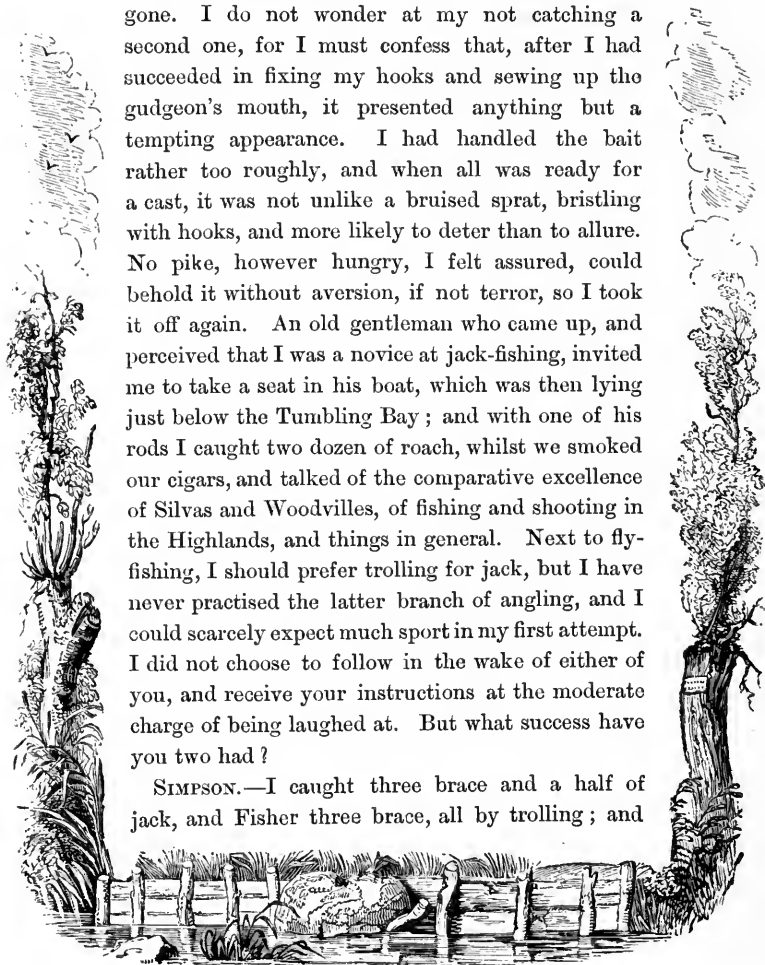 gone. I do not wonder at my not catching a
second one, for I must confess that, after I had
succeeded in fixing my hooks and sewing up the
gudgeon's mouth, it presented anything but a
tempting appearance. I had handled the bait
rather too roughly, and when all was ready for
a cast, it was not unlike a bruised sprat, bristling
with hooks, and more likely to deter than to allure.
No pike, however hungry, I felt assured, could
behold it without aversion, if not terror, so I took
it off again. An old gentleman who came up, and
perceived that I was a novice at jack-fishing, invited
me to take a seat in his boat, which was then lying
just below the Tumbling Bay; and with one of his
rods I caught two dozen of roach, whilst we smoked
our cigars, and talked of the comparative excellence
of Silvas and Woodvilles, of fishing and shooting in
the Highlands, and things in general. Next to fly-
fishing, I should prefer trolling for jack, but I have
never practised the latter branch of angling, and I
could scarcely expect much sport in my first attempt.
I did not choose to follow in the wake of either of
you, and receive your instructions at the moderate
charge of being laughed at. But what success have
you two had?
SIMPSON.—I caught three brace and a half of
jack, and Fisher three brace, all by trolling; and